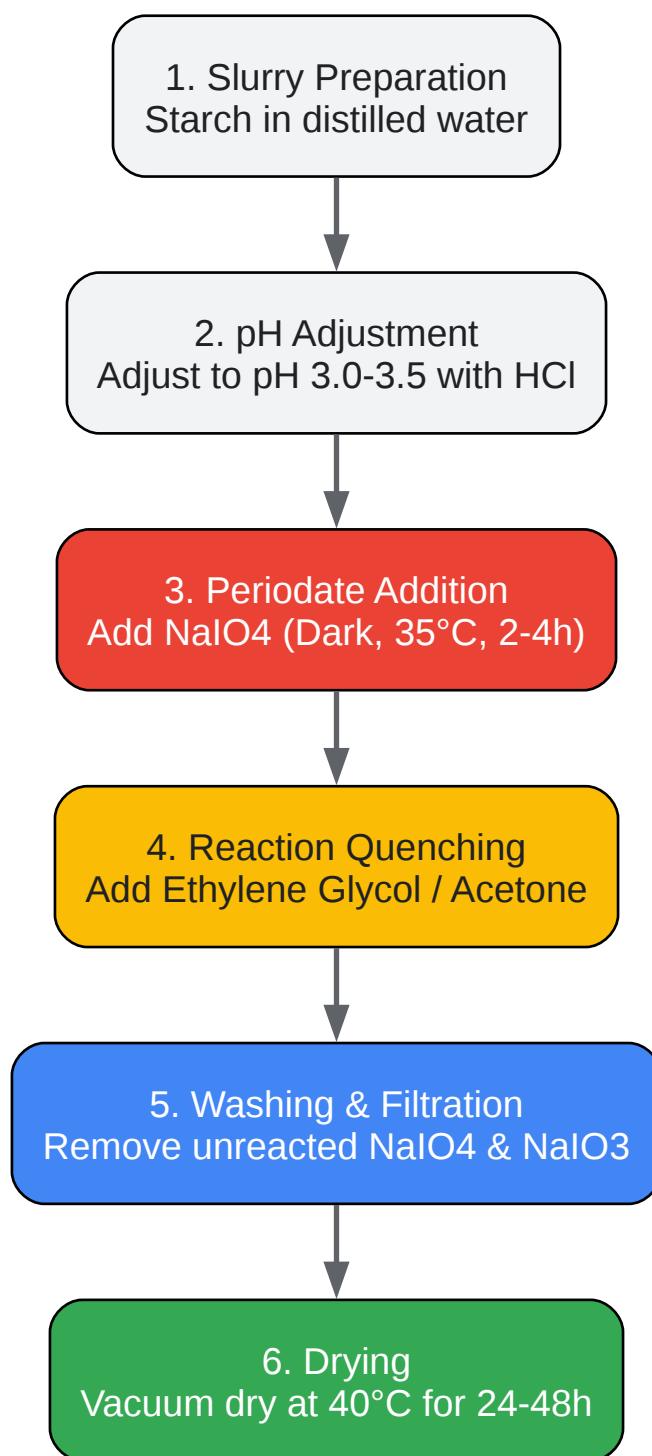 1. Slurry Preparation
Starch in distilled water
2. pH Adjustment
Adjust to pH 3.0-3.5 with HCl
3. Periodate Addition
Add NaIO4 (Dark, 35°C, 2-4h)
4. Reaction Quenching
Add Ethylene Glycol / Acetone
5. Washing & Filtration
Remove unreacted NaIO4 & NaIO3
6. Drying
Vacuum dry at 40°C for 24-48h